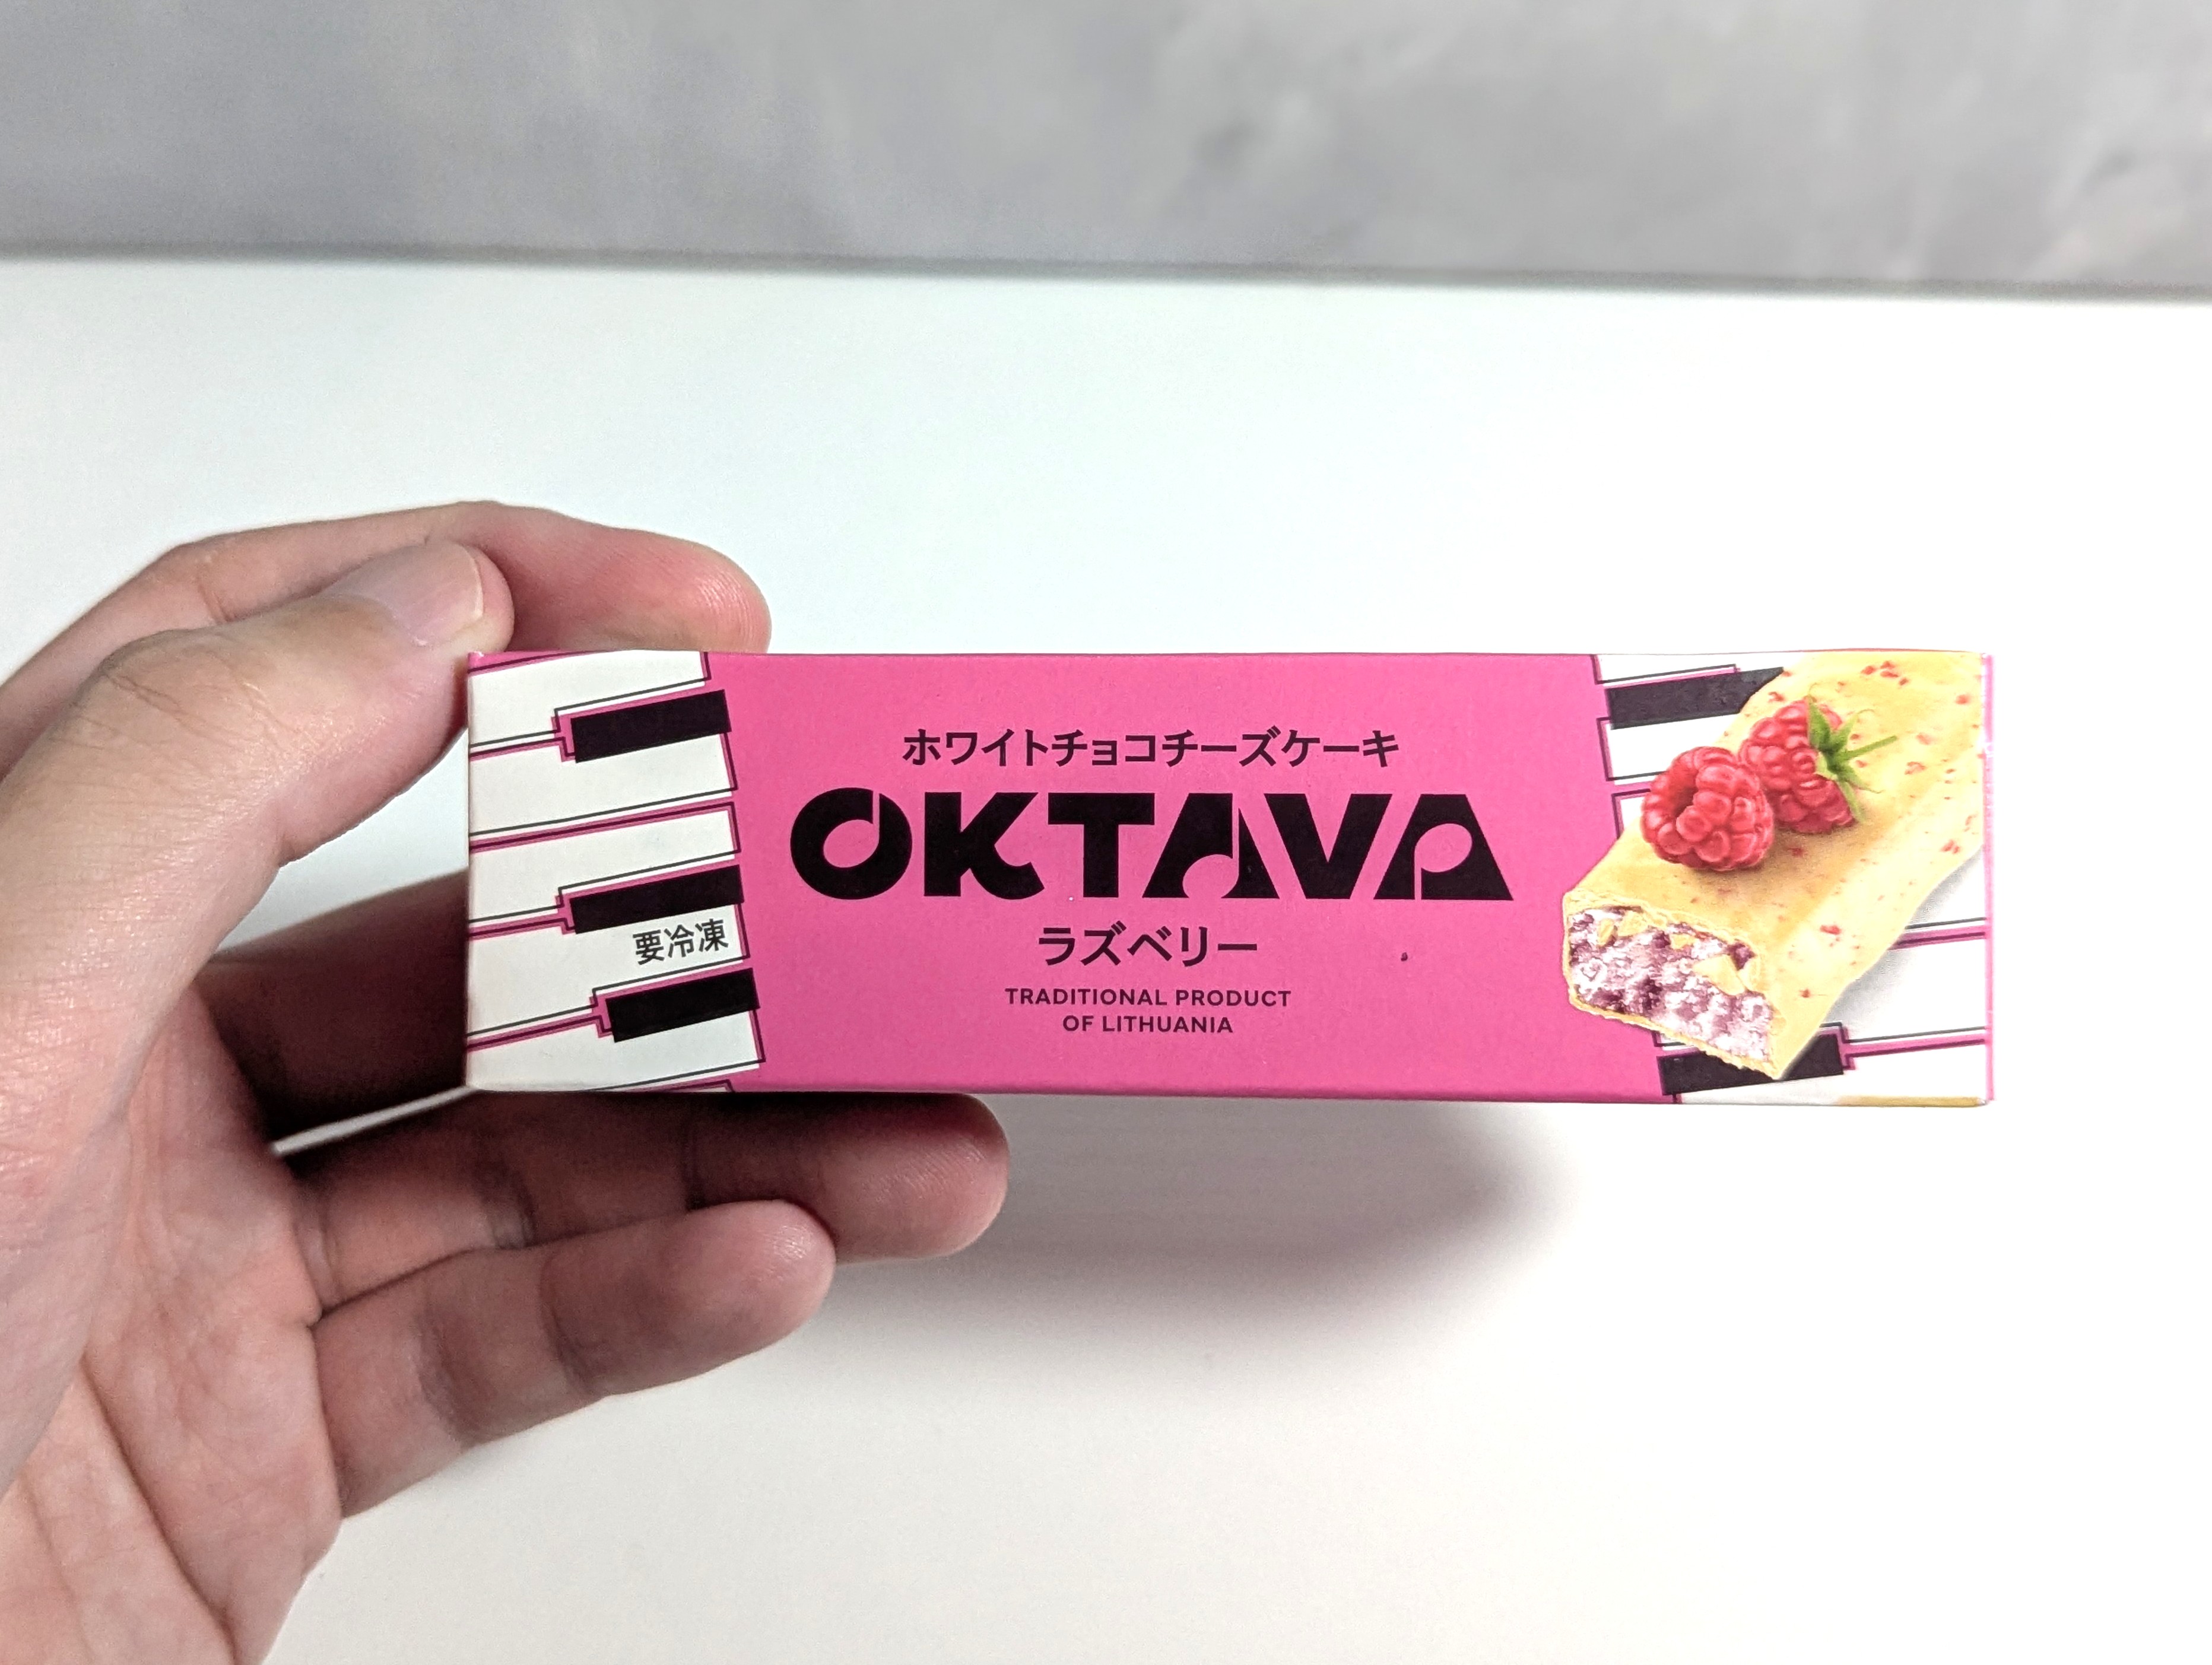 ホワイトチョコチーズケーキ
OKTAVA
ラズベリー
TRADITIONAL PRODUCT
OF LITHUANIA
要冷凍